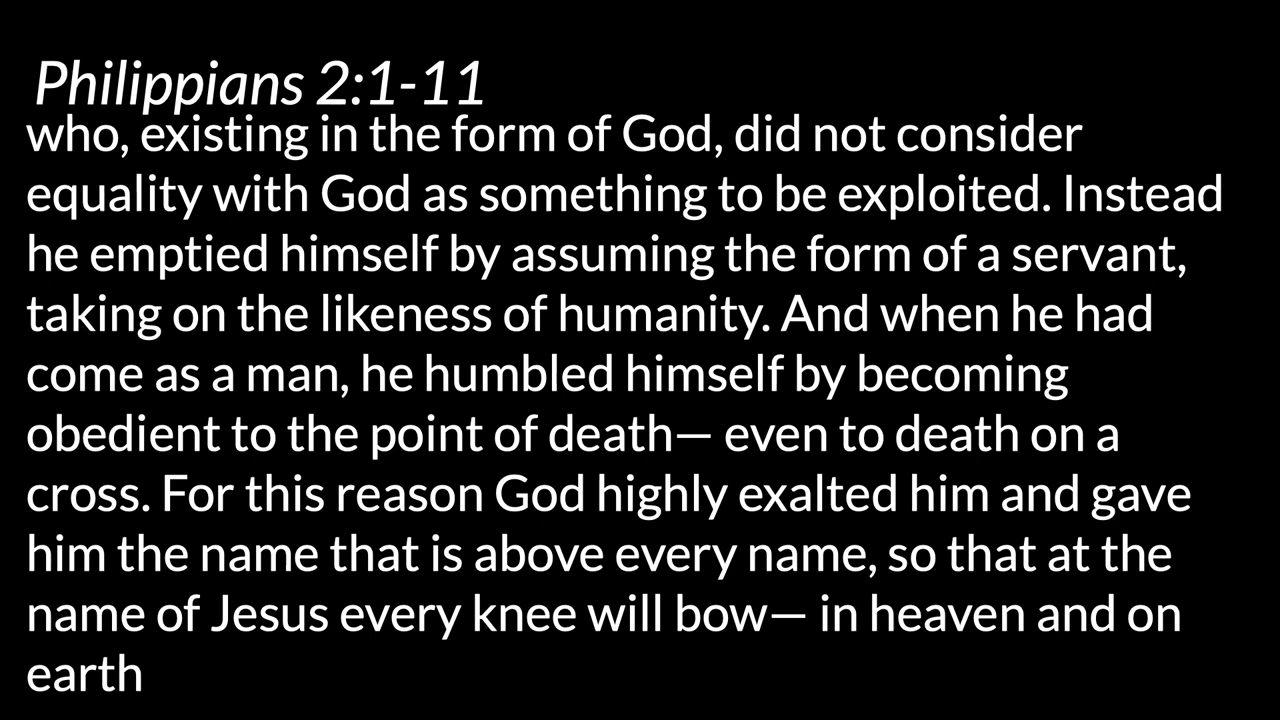 Philippians 2:1-11
who, existing in the form of God, did not consider
equality with God as something to be exploited. Instead
he emptied himself by assuming the form of a servant,
taking on the likeness of humanity. And when he had
come as a man, he humbled himself by becoming
obedient to the point of death— even to death on a
cross. For this reason God highly exalted him and gave
him the name that is above every name, so that at the
name of Jesus every knee will bow— in heaven and on
earth